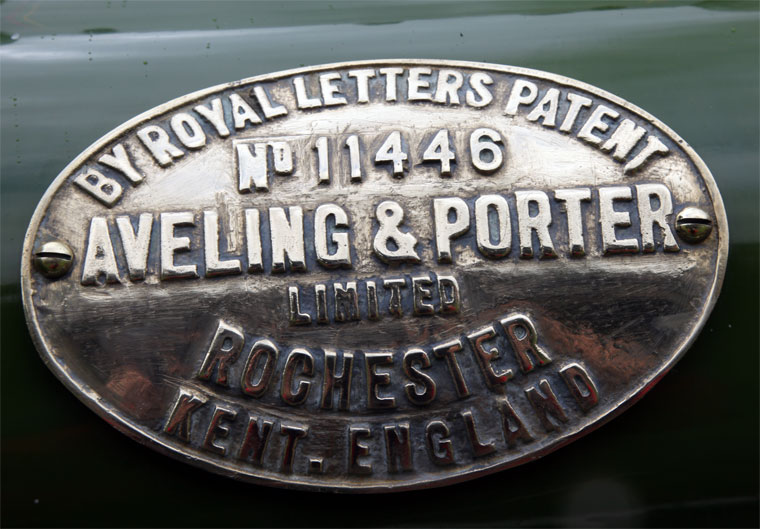 BY ROYAL LETTERS PATENT
No 11446
AVELING & PORTER
LIMITED
ROCHESTER
KENT. ENGLAND